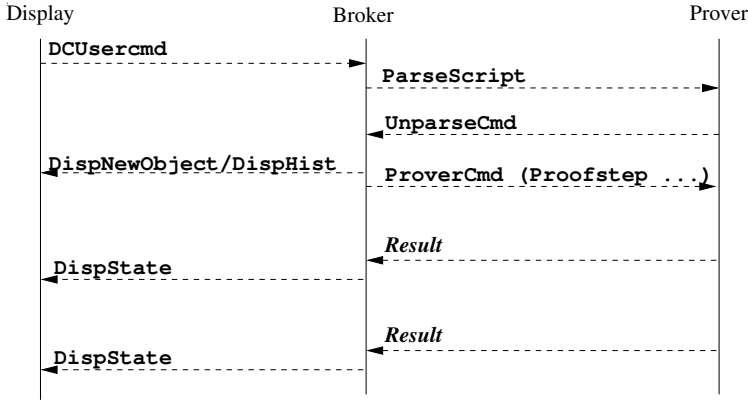 Display Broker Prover
DCUsercmd
ParseScript
UnparseCmd
DispNewObject/DispHist
ProverCmd (Proofstep ...)
Result
DispState
Result
DispState